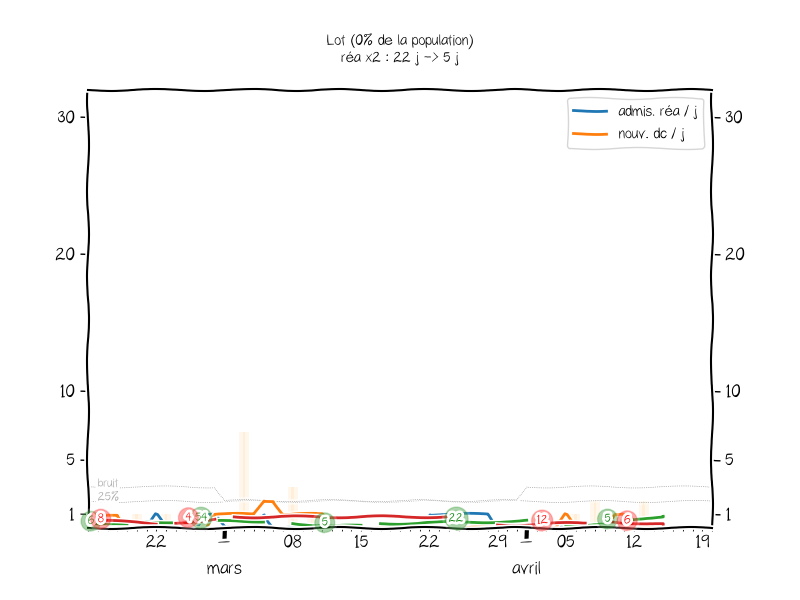 Lot (0% de la population)
réa x2 : 22 j -> 5 j
admis. réa / j
nouv. dc / j
30
30
20
20
10
10
5
5
bruit
25%
1
1
6 8 4 5 22 12 5 6
22 08 15 22 29 05 12 19
mars avril